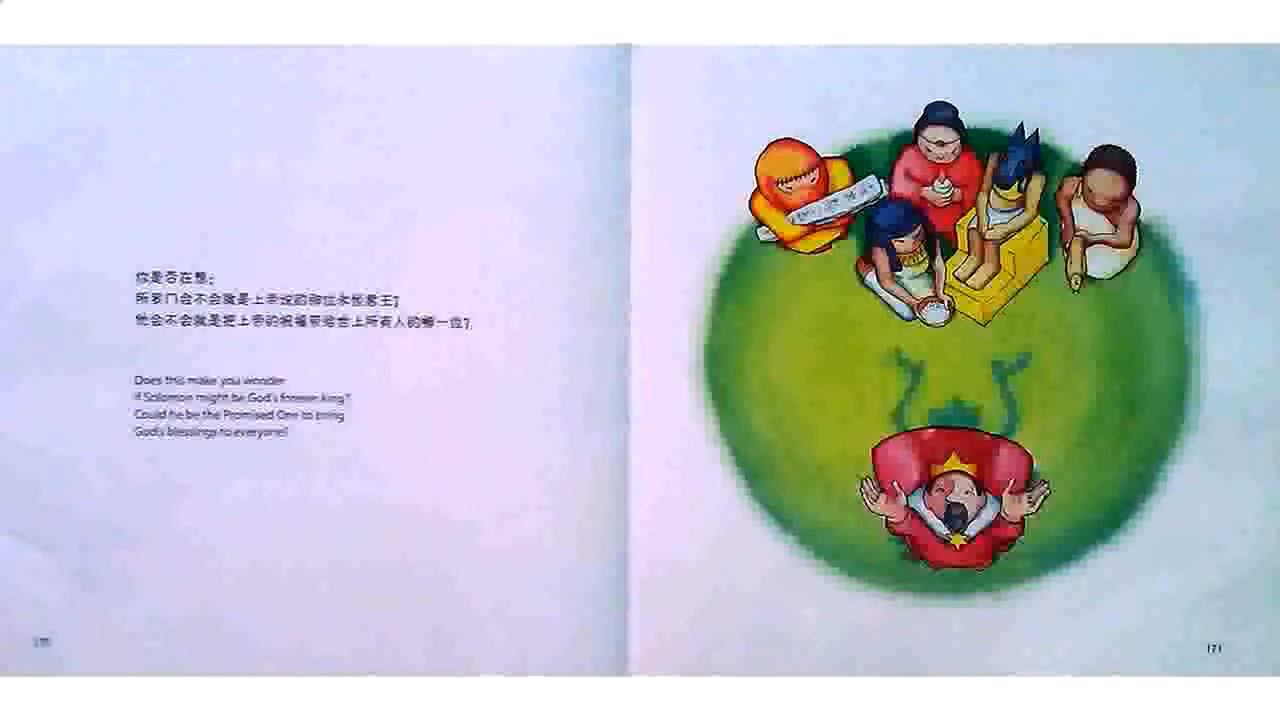 你是否在想：
所罗门会不会就是上帝说的那位永恒君王？
他会不会就是把上帝的祝福带给世上所有人的那一位？
Does this make you wonder
if Solomon might be God's forever king?
Could he be the Promised One to bring
God's blessings to everyone?
170
171